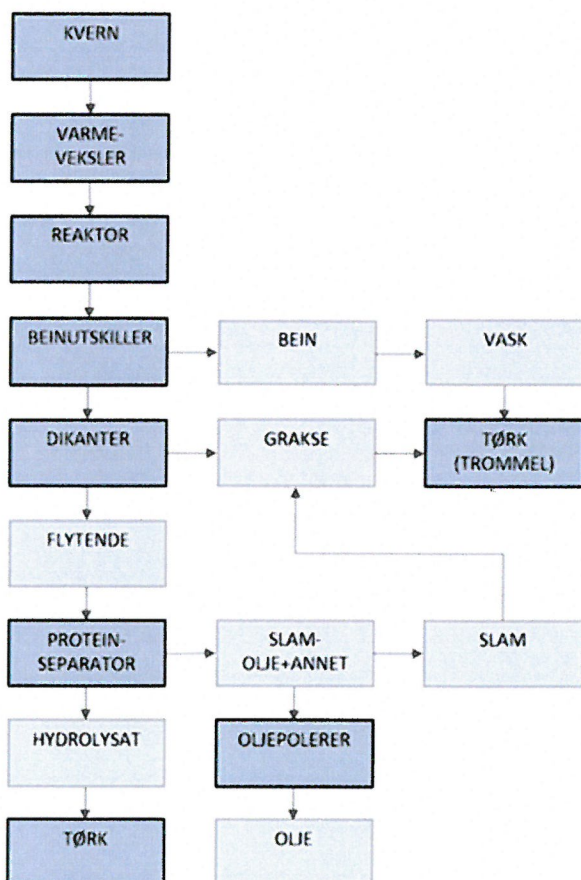 KVERN
VARME-
VEKSLER
REAKTOR
BEINUTSKILLER
BEIN
VASK
DIKANTER
GRAKSE
TØRK
(TROMMEL)
FLYTENDE
PROTEIN-
SEPARATOR
SLAM-
OLJE+ANNET
SLAM
HYDROLYSAT
OLJEPOLERER
TØRK
OLJE